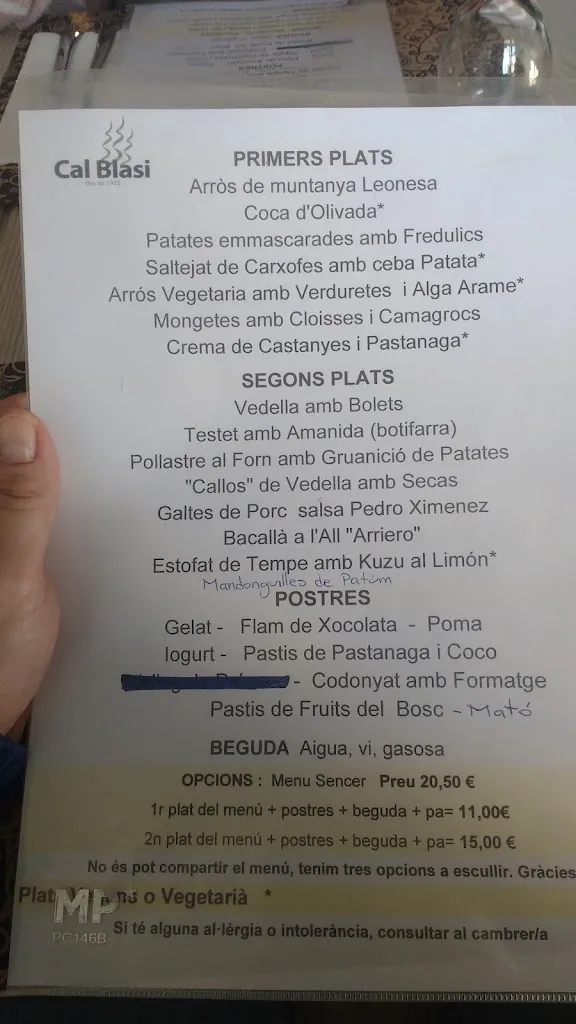 Cal Blasi
des de 1932
PRIMERS PLATS
Arròs de muntanya Leonesa
Coca d'Olivada*
Patates emmascarades amb Fredulics
Saltejat de Carxofes amb ceba Patata*
Arrós Vegetaria amb Verduretes i Alga Arame*
Mongetes amb Cloisses i Camagrocs
Crema de Castanyes i Pastanaga*
SEGONS PLATS
Vedella amb Bolets
Testet amb Amanida (botifarra)
Pollastre al Forn amb Gruanició de Patates
"Callos" de Vedella amb Secas
Galtes de Porc salsa Pedro Ximenez
Bacallà a l'All "Arriero"
Estofat de Tempe amb Kuzu al Limón*
Mandonguilles de Patum
POSTRES
Gelat - Flam de Xocolata - Poma
Iogurt - Pastis de Pastanaga i Coco
- Codonyat amb Formatge
Pastis de Fruits del Bosc - Mató
BEGUDA Aigua, vi, gasosa
OPCIONS : Menu Sencer Preu 20,50 €
1r plat del menú + postres + beguda + pa= 11,00€
2n plat del menú + postres + beguda + pa= 15,00 €
No és pot compartir el menú, tenim tres opcions a escullir. Gràcies
o Vegetarià *
MP
PC146B
Si té alguna al·lèrgia o intolerància, consultar al cambrer/a